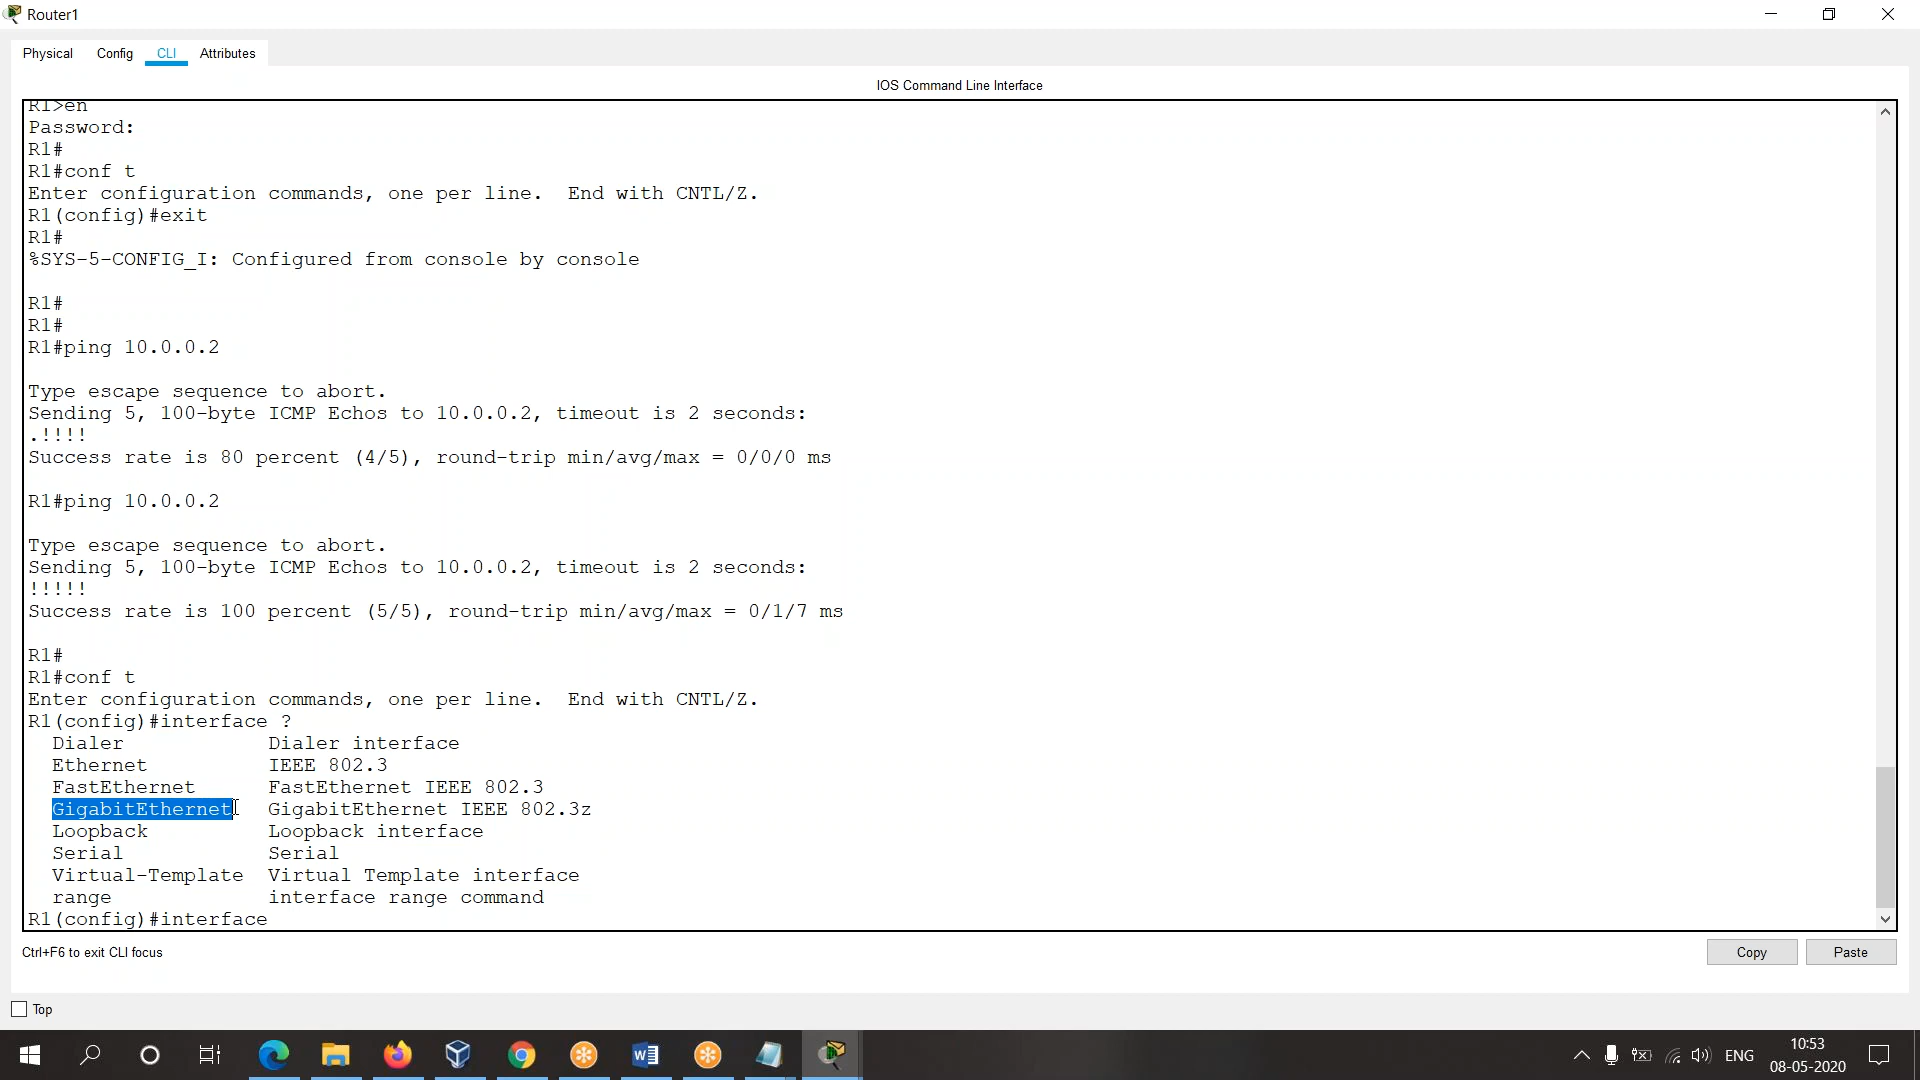 Router1
Physical Config CLI Attributes
IOS Command Line Interface
R1>en
Password:
R1#
R1#conf t
Enter configuration commands, one per line.  End with CNTL/Z.
R1(config)#exit
R1#
%SYS-5-CONFIG_I: Configured from console by console
R1#
R1#
R1#ping 10.0.0.2
Type escape sequence to abort.
Sending 5, 100-byte ICMP Echos to 10.0.0.2, timeout is 2 seconds:
.!!!!
Success rate is 80 percent (4/5), round-trip min/avg/max = 0/0/0 ms
R1#ping 10.0.0.2
Type escape sequence to abort.
Sending 5, 100-byte ICMP Echos to 10.0.0.2, timeout is 2 seconds:
!!!!!
Success rate is 100 percent (5/5), round-trip min/avg/max = 0/1/7 ms
R1#
R1#conf t
Enter configuration commands, one per line.  End with CNTL/Z.
R1(config)#interface ?
Dialer Dialer interface
Ethernet IEEE 802.3
FastEthernet FastEthernet IEEE 802.3
GigabitEthernet GigabitEthernet IEEE 802.3z
Loopback Loopback interface
Serial Serial
Virtual-Template Virtual Template interface
range interface range command
R1(config)#interface
Ctrl+F6 to exit CLI focus
Copy Paste
Top
ENG 10:53
08-05-2020